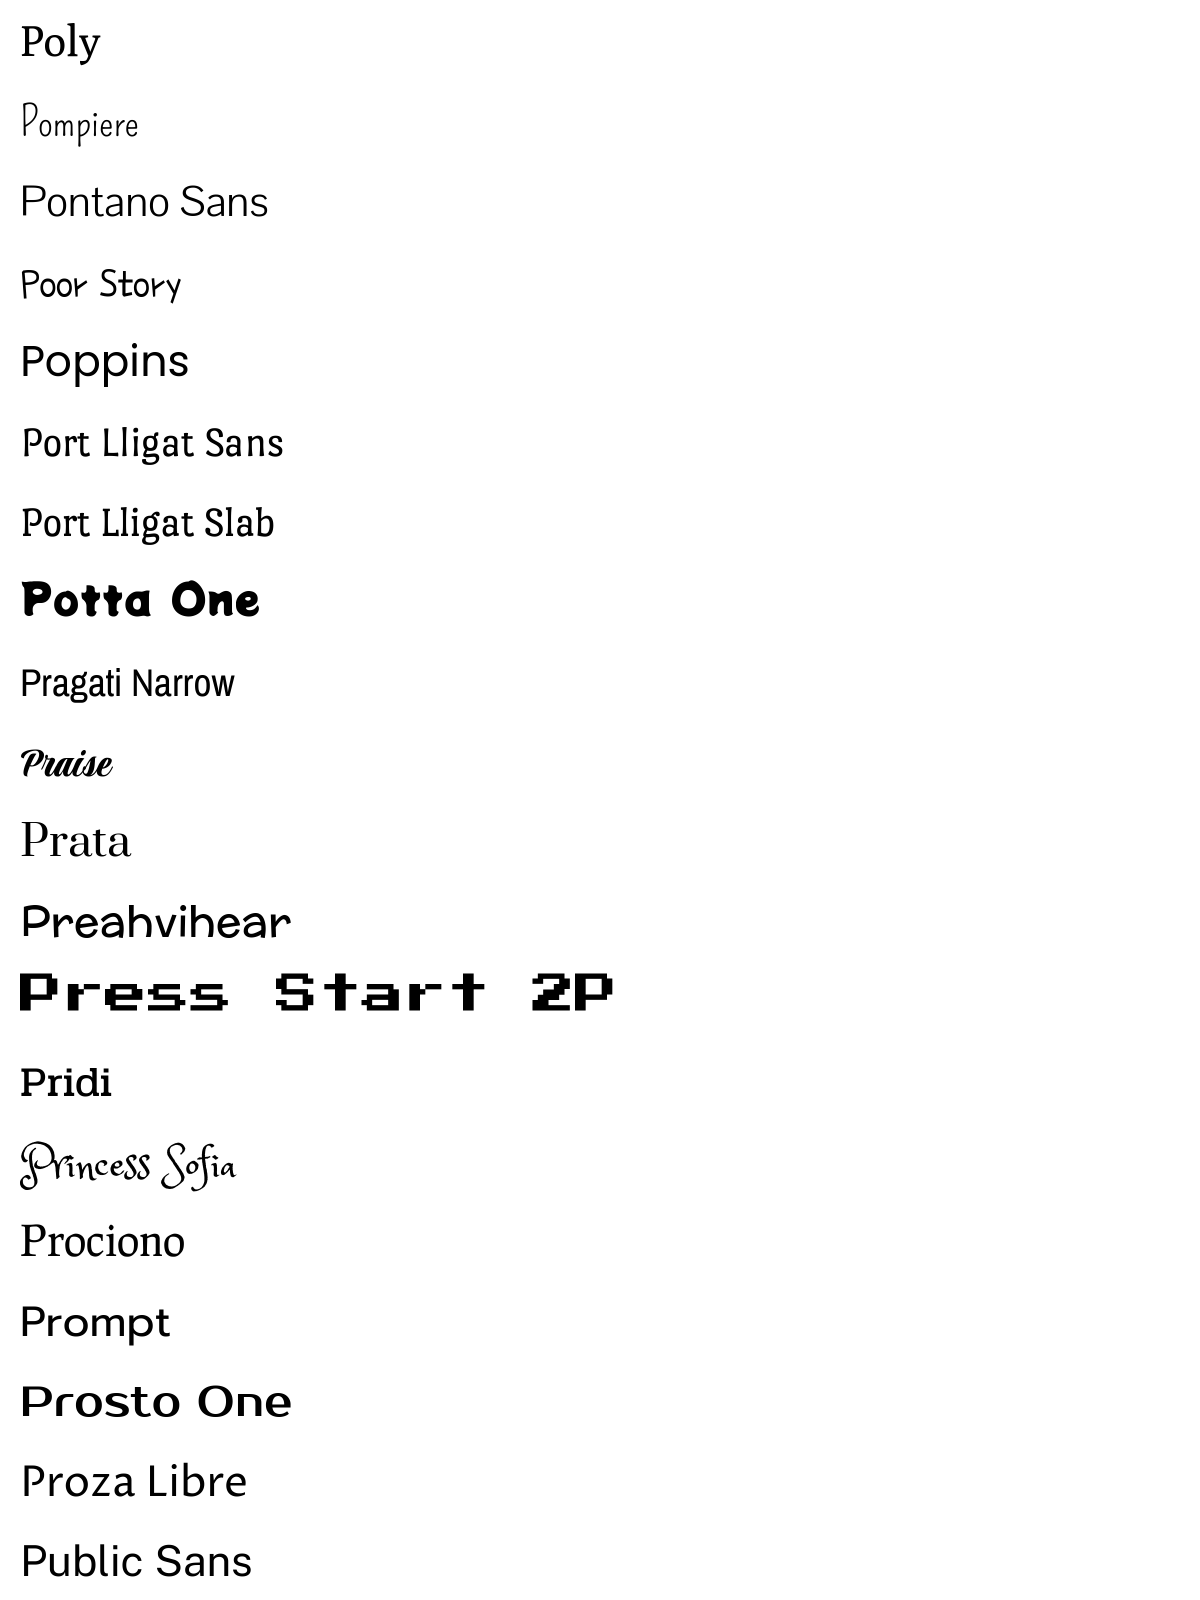 Poly
Pompiere
Pontano Sans
Poor Story
Poppins
Port Lligat Sans
Port Lligat Slab
Potta One
Pragati Narrow
Praise
Prata
Preahvihear
Press Start 2P
Pridi
Princess Sofia
Prociono
Prompt
Prosto One
Proza Libre
Public Sans